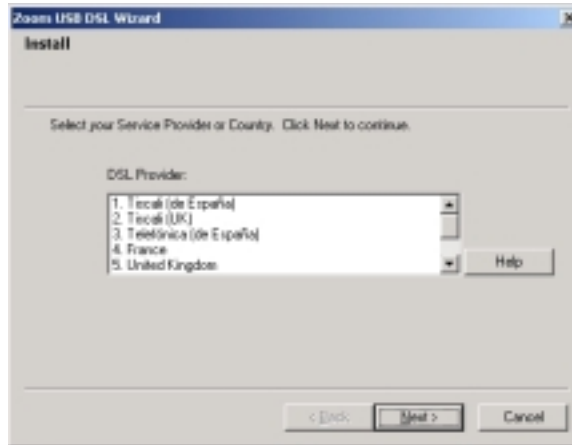 Zoom USB DSL Wizard
Install
Select your Service Provider or Country. Click Next to continue.
DSL Provider:
1. Tiscali (de España)
2. Tiscali (UK)
3. Telefónica (de España)
4. France
5. United Kingdom
Help
< Back
Next >
Cancel